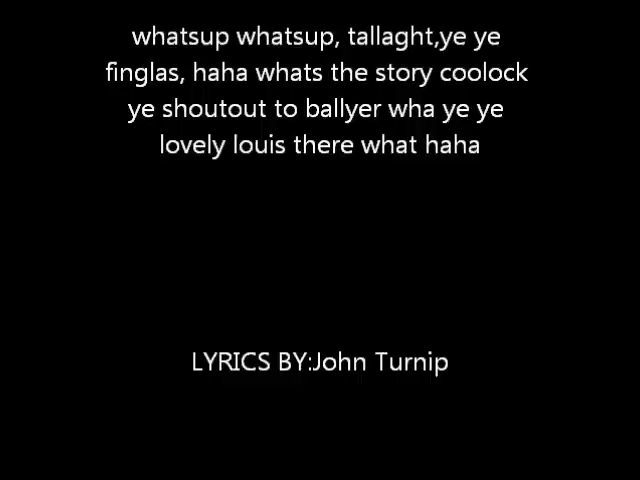 whatsup whatsup, tallaght,ye ye
finglas, haha whats the story coolock
ye shoutout to ballyer wha ye ye
lovely louis there what haha
LYRICS BY:John Turnip